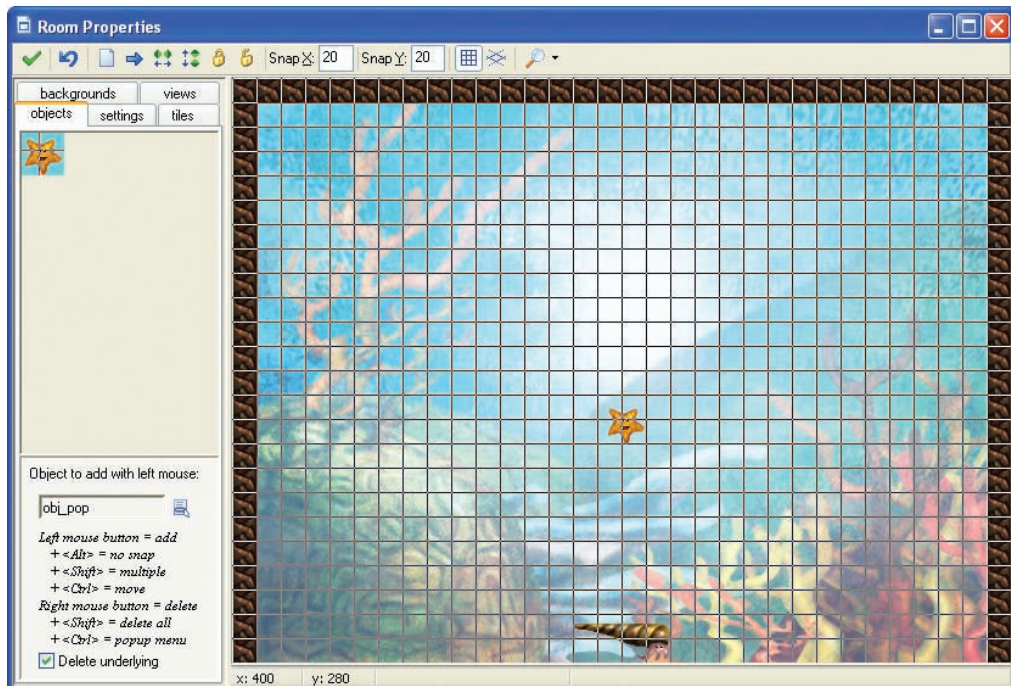 Room Properties
Snap X: 20 Snap Y: 20
backgrounds views
objects settings tiles
Object to add with left mouse:
obj_pop
Left mouse button = add
+ <Alt> = no snap
+ <Shift> = multiple
+ <Ctrl> = move
Right mouse button = delete
+ <Shift> = delete all
+ <Ctrl> = popup menu
Delete underlying
x: 400 y: 280